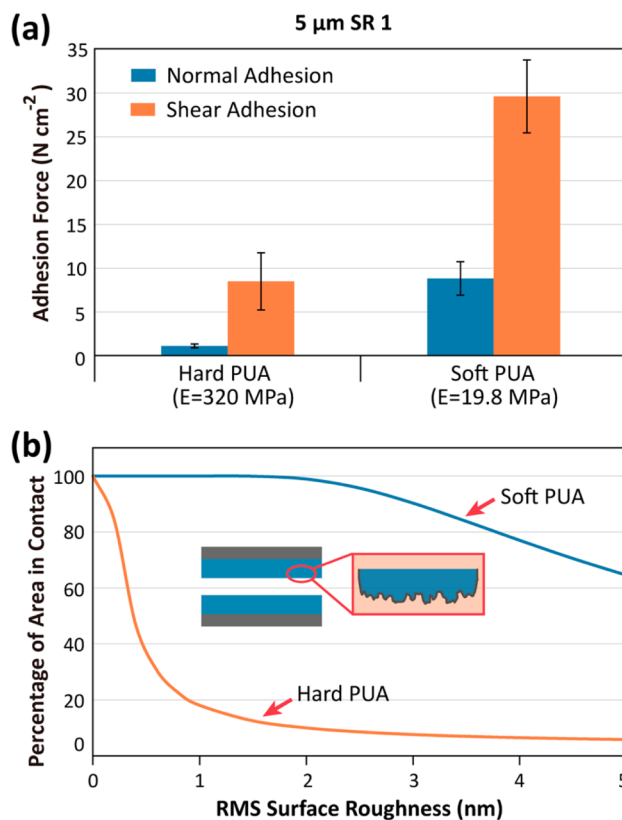 (a)
5 µm SR 1
Adhesion Force (N cm⁻²)
35
30
25
20
15
10
5
0
Normal Adhesion
Shear Adhesion
Hard PUA
(E=320 MPa)
Soft PUA
(E=19.8 MPa)
(b)
Percentage of Area in Contact
100
80
60
40
20
0
Soft PUA
Hard PUA
0
1
2
3
4
5
RMS Surface Roughness (nm)